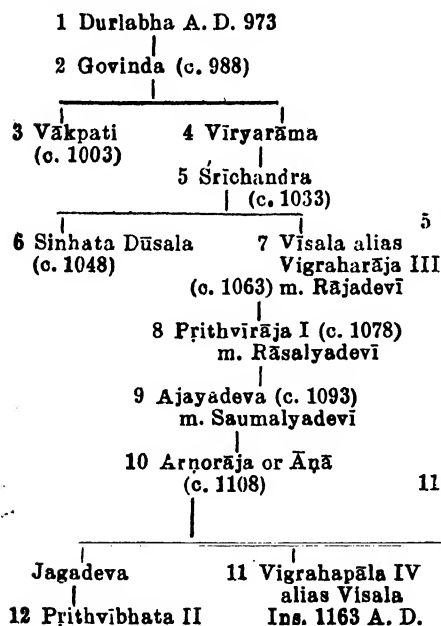 1 Durlabha A. D. 973
2 Govinda (c. 988)
3 Vākpati 4 Vīryarāma
(c. 1003)
5 Śrīchandra
(c. 1033)
5
6 Sinhata Dūsala 7 Vīsala alias
(c. 1048) Vigraharāja III
(c. 1063) m. Rājadevī
8 Pṛithvīrāja I (c. 1078)
m. Rāsalyadevī
9 Ajayadeva (c. 1093)
m. Saumalyadevī
10 Arṇorāja or Āṇā
(c. 1108) 11
Jagadeva 11 Vigrahapāla IV
alias Visala
12 Pṛithvībhata II Ins. 1163 A. D.